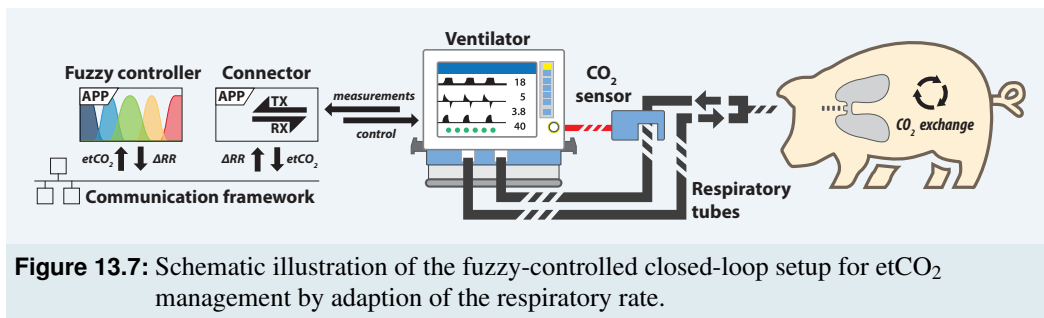 Ventilator
Fuzzy controller
Connector
CO₂
sensor
APP
APP
TX
RX
measurements
control
18
5
3.8
40
CO₂ exchange
etCO₂
ΔRR
ΔRR
etCO₂
Communication framework
Respiratory
tubes
Figure 13.7: Schematic illustration of the fuzzy-controlled closed-loop setup for etCO₂
management by adaption of the respiratory rate.